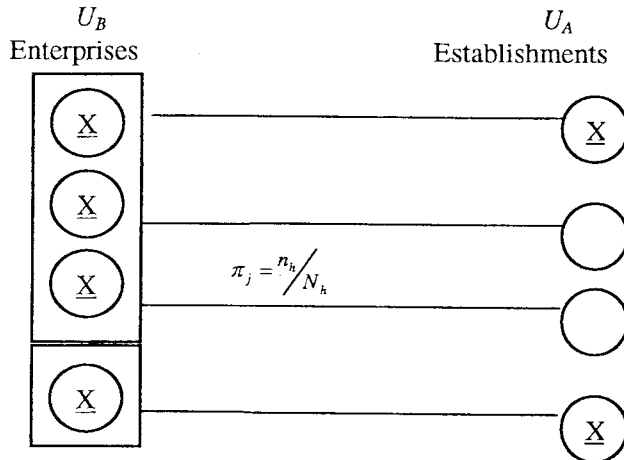 U_B
Enterprises
U_A
Establishments
X
X
X
X
π_j = n_h/N_h
X
X